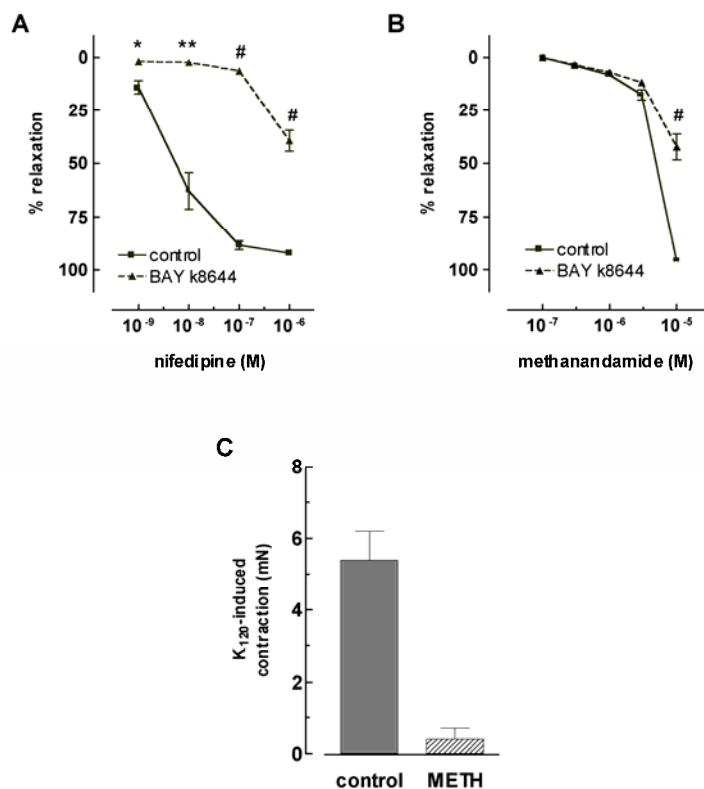 A
* ** # #
0
25
50
75
100
% relaxation
control
BAY k8644
10⁻⁹ 10⁻⁸ 10⁻⁷ 10⁻⁶
nifedipine (M)
B
#
0
25
50
75
100
% relaxation
control
BAY k8644
10⁻⁷ 10⁻⁶ 10⁻⁵
methanandamide (M)
C
8
6
4
2
0
K₁₂₀-induced
contraction (mN)
control METH